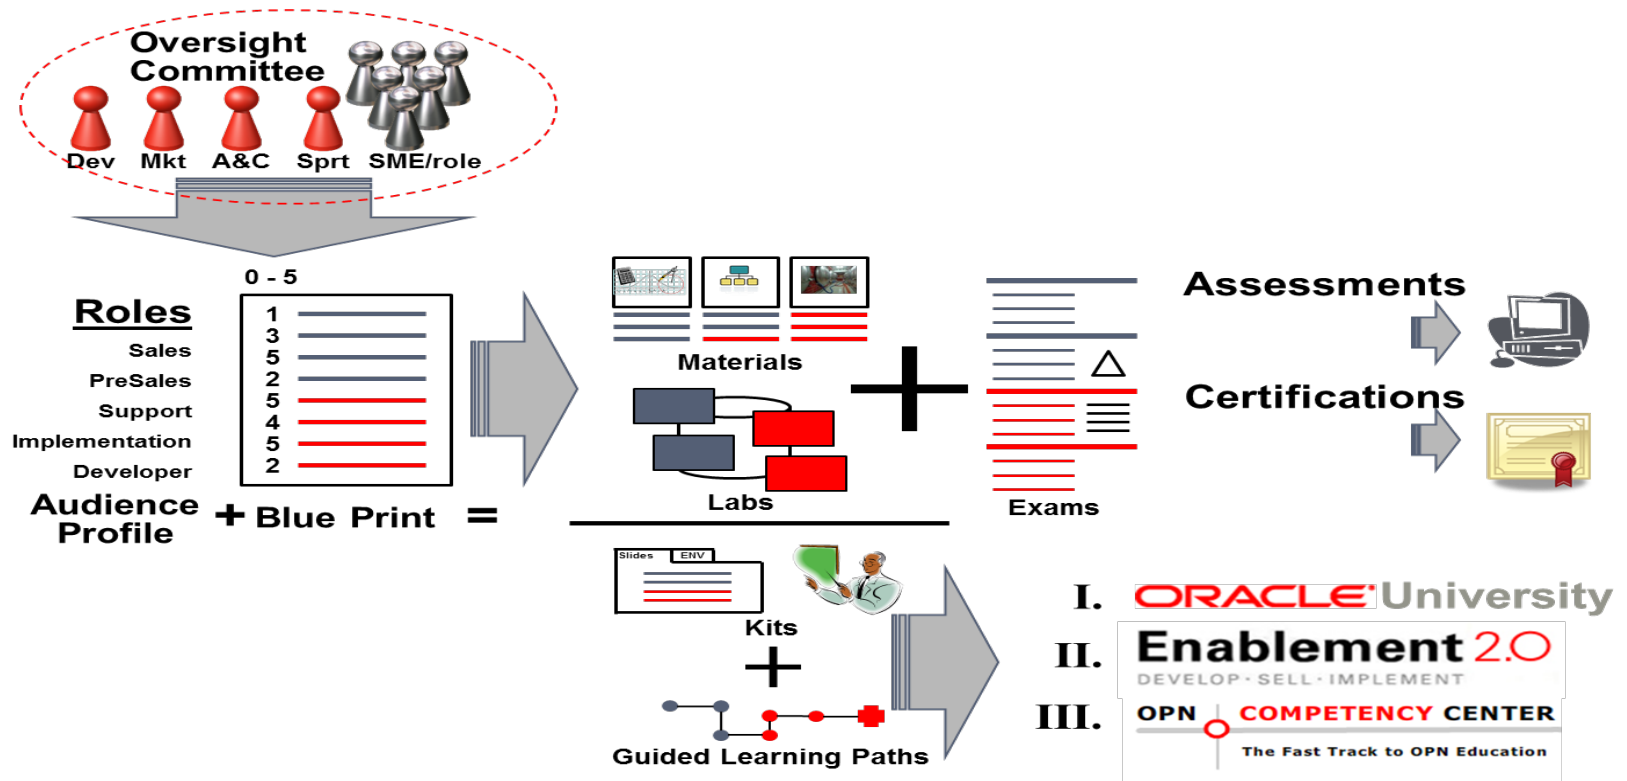 Oversight
Committee
Dev Mkt A&C Sprt SME/role
0 - 5
Roles
Sales
PreSales
Support
Implementation
Developer
Audience
Profile
1
3
5
2
5
4
5
2
+ Blue Print =
Materials
Labs
+
Exams
Assessments
Certifications
Slides ENV
Kits
+
Guided Learning Paths
I. ORACLE University
II. Enablement 2.0
DEVELOP · SELL · IMPLEMENT
III. OPN COMPETENCY CENTER
The Fast Track to OPN Education